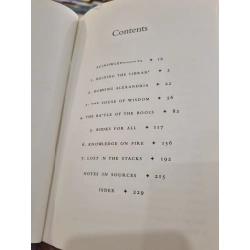 Contents
1. READING THE LIBRARY ✦ 3
2. BURNING ALEXANDRIA ✦ 22
3. THE HOUSE OF WISDOM ✦ 56
4. THE BATTLE OF THE BOOKS ✦ 82
5. BOOKS FOR ALL ✦ 117
6. KNOWLEDGE ON FIRE ✦ 156
7. LOST IN THE STACKS ✦ 192
NOTES ON SOURCES ✦ 215
INDEX ✦ 229